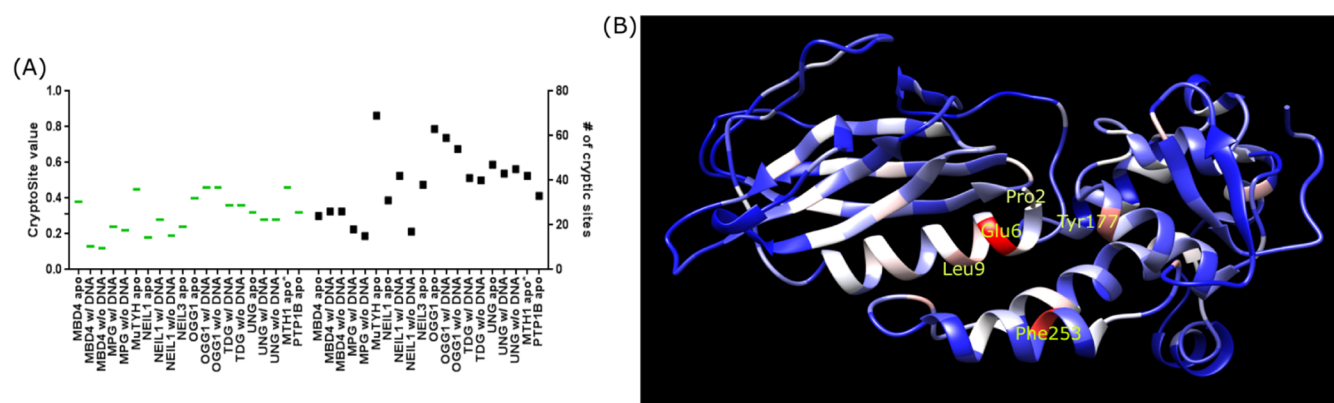 (A)
(B)
CryptoSite value
1.0
0.8
0.6
0.4
0.2
0.0
80
60
40
20
0
# of cryptic sites
MBD4 apo
MBD4 w/ DNA
MBD4 w/o DNA
MPG w/ DNA
MPG w/o DNA
MuTYH apo
NEIL1 apo
NEIL1 w/ DNA
NEIL1 w/o DNA
NEIL3 apo
OGG1 apo
OGG1 w/ DNA
OGG1 w/o DNA
TDG w/ DNA
TDG w/o DNA
UNG apo
UNG w/ DNA
UNG w/o DNA
MTH1 apo*
PTP1B apo
MBD4 apo
MBD4 w/ DNA
MBD4 w/o DNA
MPG w/ DNA
MPG w/o DNA
MuTYH apo
NEIL1 apo
NEIL1 w/ DNA
NEIL1 w/o DNA
NEIL3 apo
OGG1 apo
OGG1 w/ DNA
OGG1 w/o DNA
TDG w/ DNA
TDG w/o DNA
UNG apo
UNG w/ DNA
UNG w/o DNA
MTH1 apo*
PTP1B apo
Pro2
Glu6
Tyr177
Leu9
Phe253